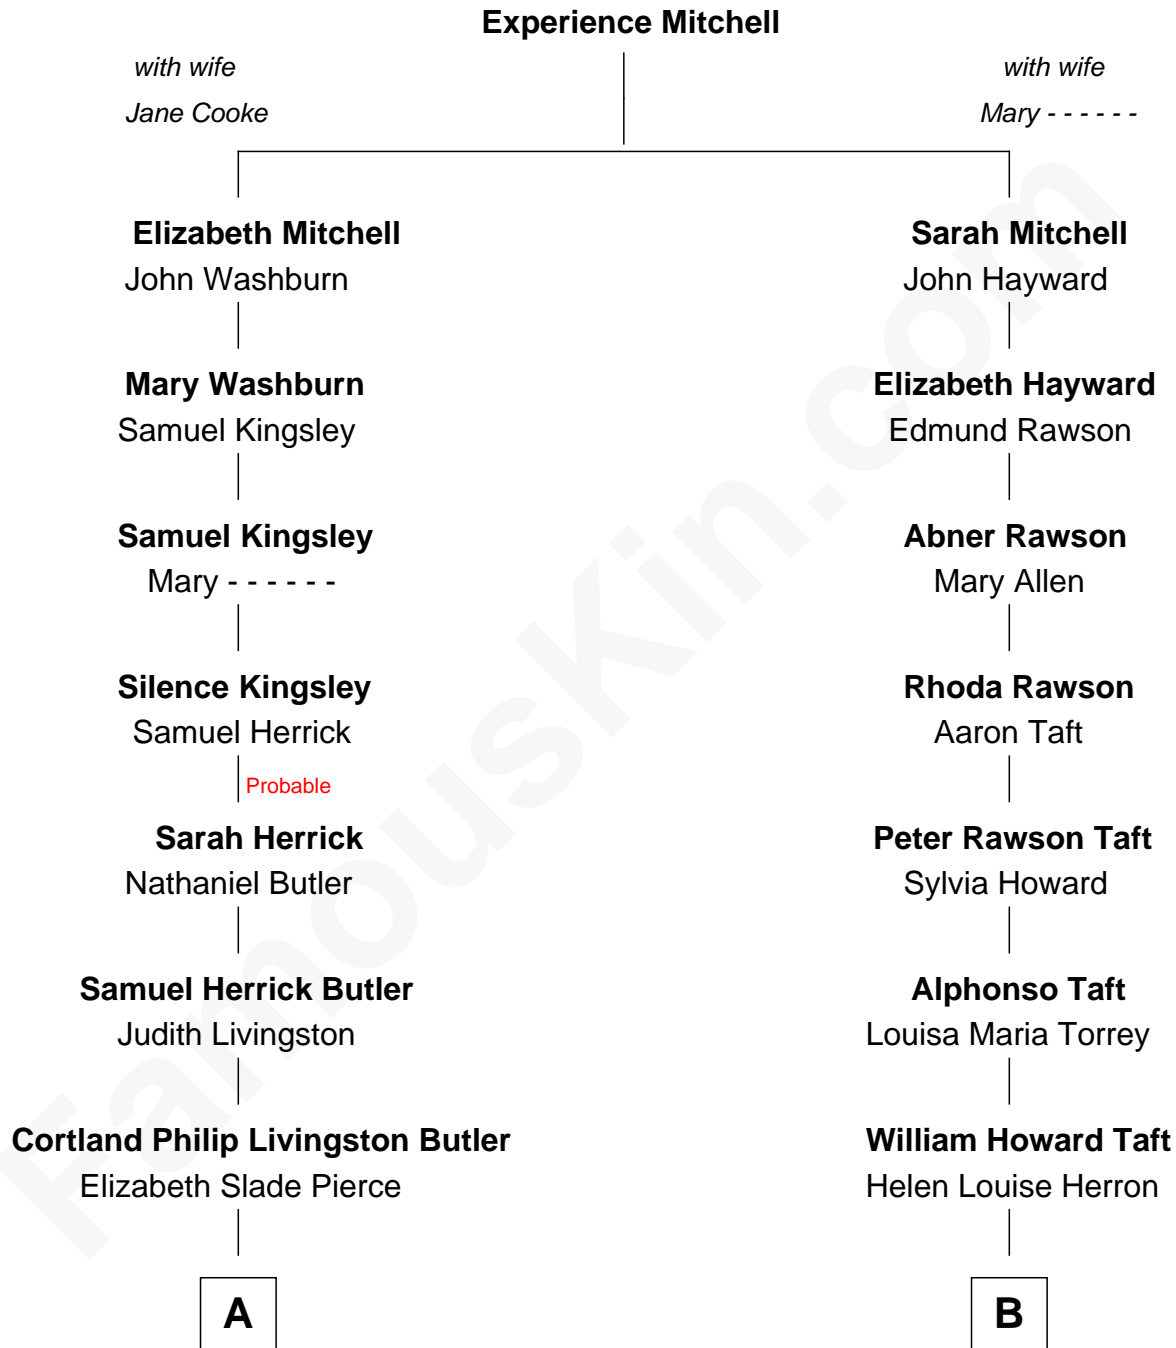 Experience Mitchell
with wife
Jane Cooke
with wife
Mary - - - - - -
Elizabeth Mitchell
John Washburn
Sarah Mitchell
John Hayward
Mary Washburn
Samuel Kingsley
Elizabeth Hayward
Edmund Rawson
Samuel Kingsley
Mary - - - - - -
Abner Rawson
Mary Allen
Silence Kingsley
Samuel Herrick
Rhoda Rawson
Aaron Taft
Probable
Sarah Herrick
Nathaniel Butler
Peter Rawson Taft
Sylvia Howard
Samuel Herrick Butler
Judith Livingston
Alphonso Taft
Louisa Maria Torrey
Cortland Philip Livingston Butler
Elizabeth Slade Pierce
William Howard Taft
Helen Louise Herron
A
B
FamousKin.com